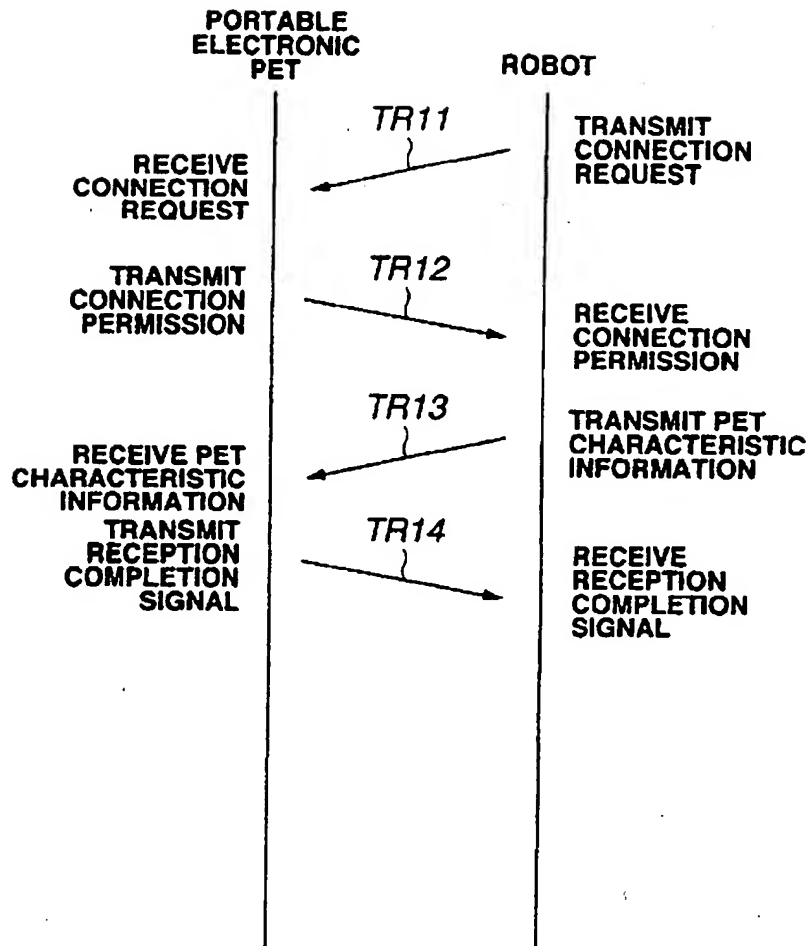 PORTABLE
ELECTRONIC
PET
ROBOT
TR11
TRANSMIT
CONNECTION
REQUEST
RECEIVE
CONNECTION
REQUEST
TRANSMIT
CONNECTION
PERMISSION
TR12
RECEIVE
CONNECTION
PERMISSION
TR13
TRANSMIT PET
CHARACTERISTIC
INFORMATION
RECEIVE PET
CHARACTERISTIC
INFORMATION
TRANSMIT
RECEPTION
COMPLETION
SIGNAL
TR14
RECEIVE
RECEPTION
COMPLETION
SIGNAL